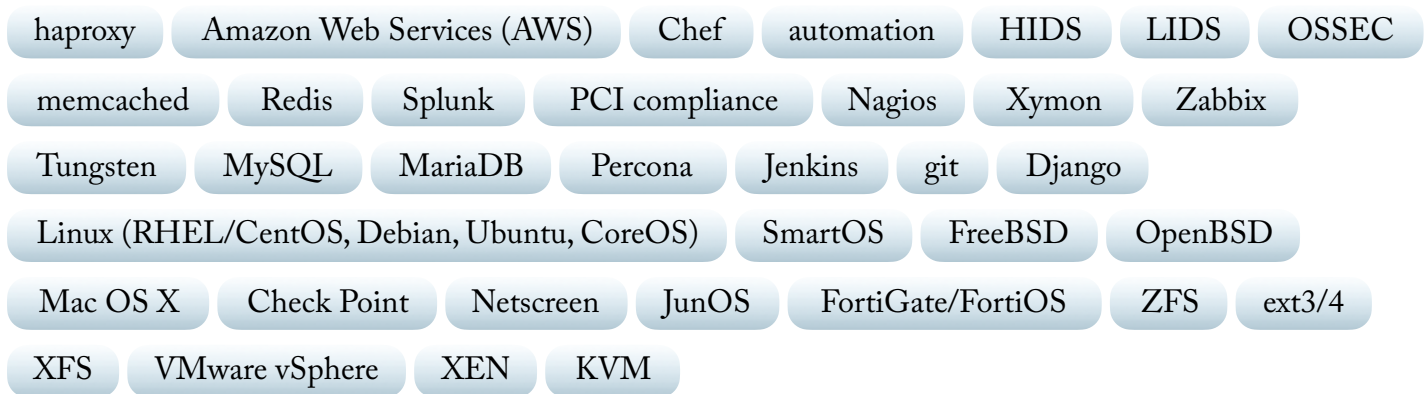 haproxy Amazon Web Services (AWS) Chef automation HIDS LIDS OSSEC
memcached Redis Splunk PCI compliance Nagios Xymon Zabbix
Tungsten MySQL MariaDB Percona Jenkins git Django
Linux (RHEL/CentOS, Debian, Ubuntu, CoreOS) SmartOS FreeBSD OpenBSD
Mac OS X Check Point Netscreen JunOS FortiGate/FortiOS ZFS ext3/4
XFS VMware vSphere XEN KVM